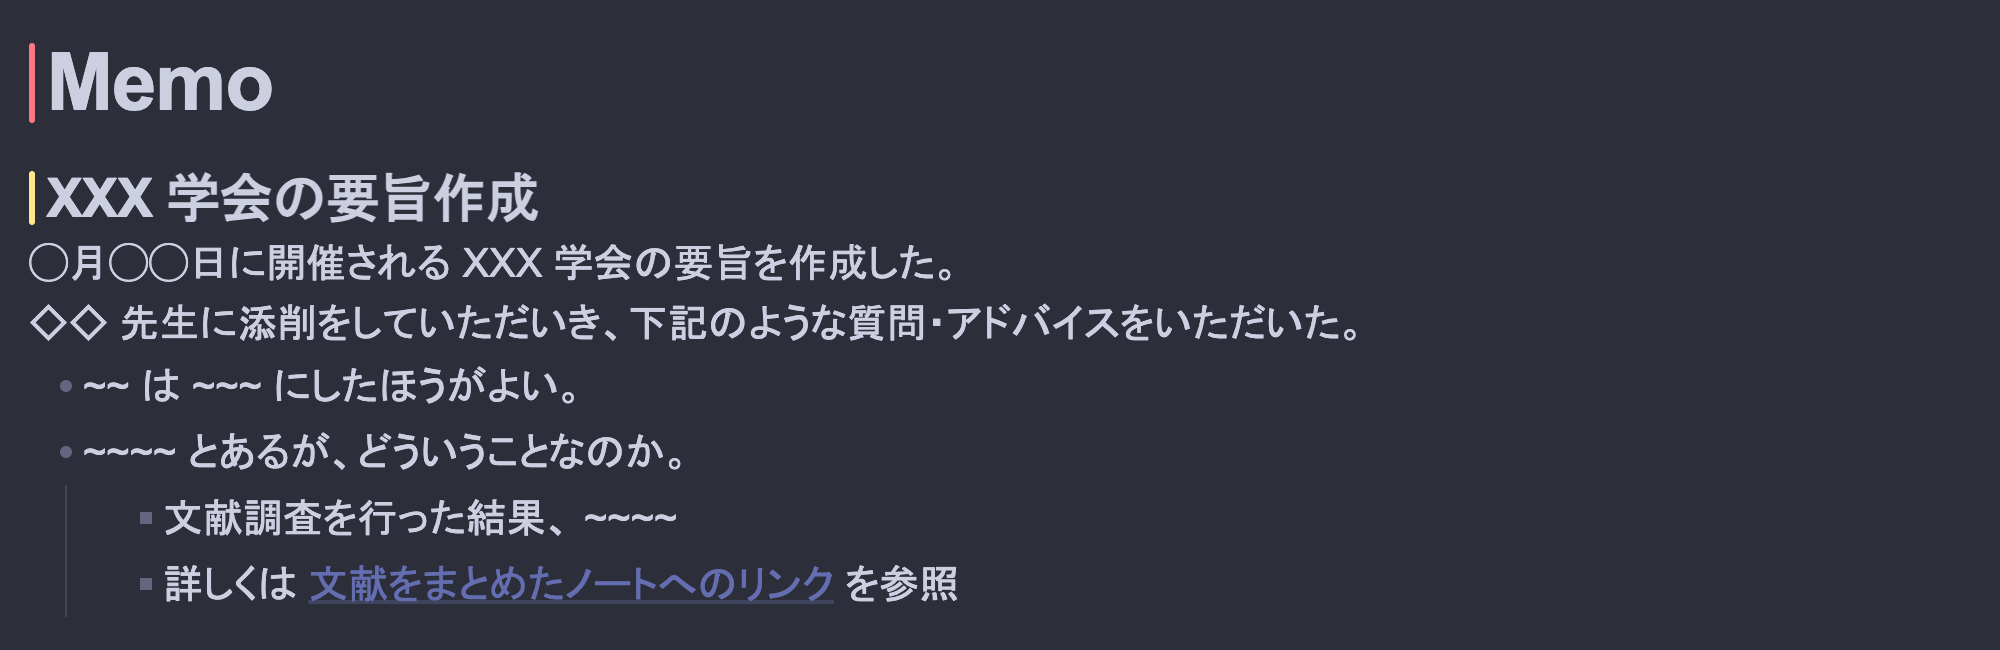 Memo
XXX 学会の要旨作成
◯月◯◯日に開催される XXX 学会の要旨を作成した。
◇◇ 先生に添削をしていただいき、下記のような質問・アドバイスをいただいた。
• ~~ は ~~~ にしたほうがよい。
• ~~~~ とあるが、どういうことなのか。
▪ 文献調査を行った結果、 ~~~~
▪ 詳しくは 文献をまとめたノートへのリンク を参照